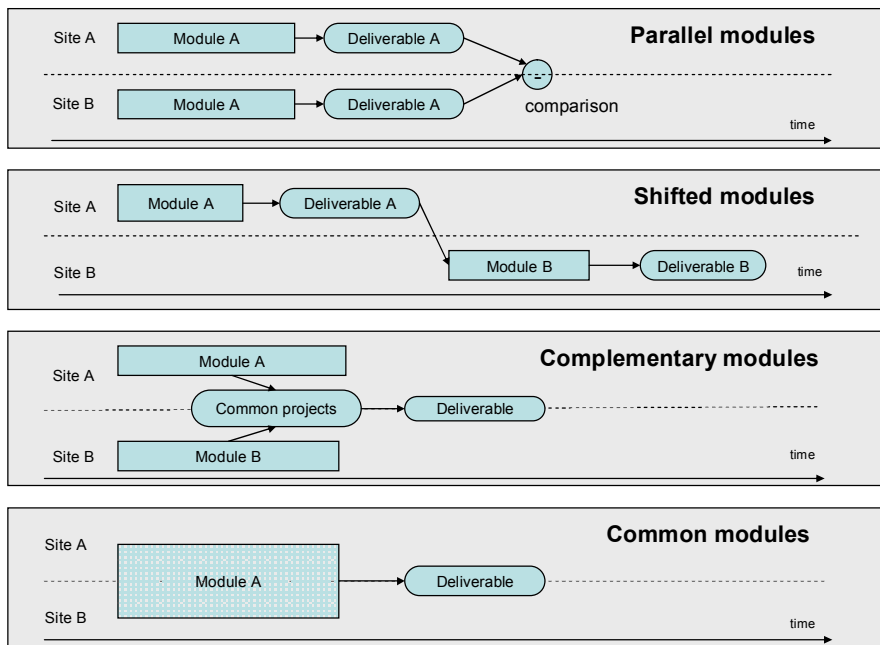 Parallel modules
Site A
Module A
Deliverable A
-
comparison
Site B
Module A
Deliverable A
time
Shifted modules
Site A
Module A
Deliverable A
Site B
Module B
Deliverable B
time
Complementary modules
Site A
Module A
Common projects
Deliverable
Site B
Module B
time
Common modules
Site A
Module A
Deliverable
Site B
time